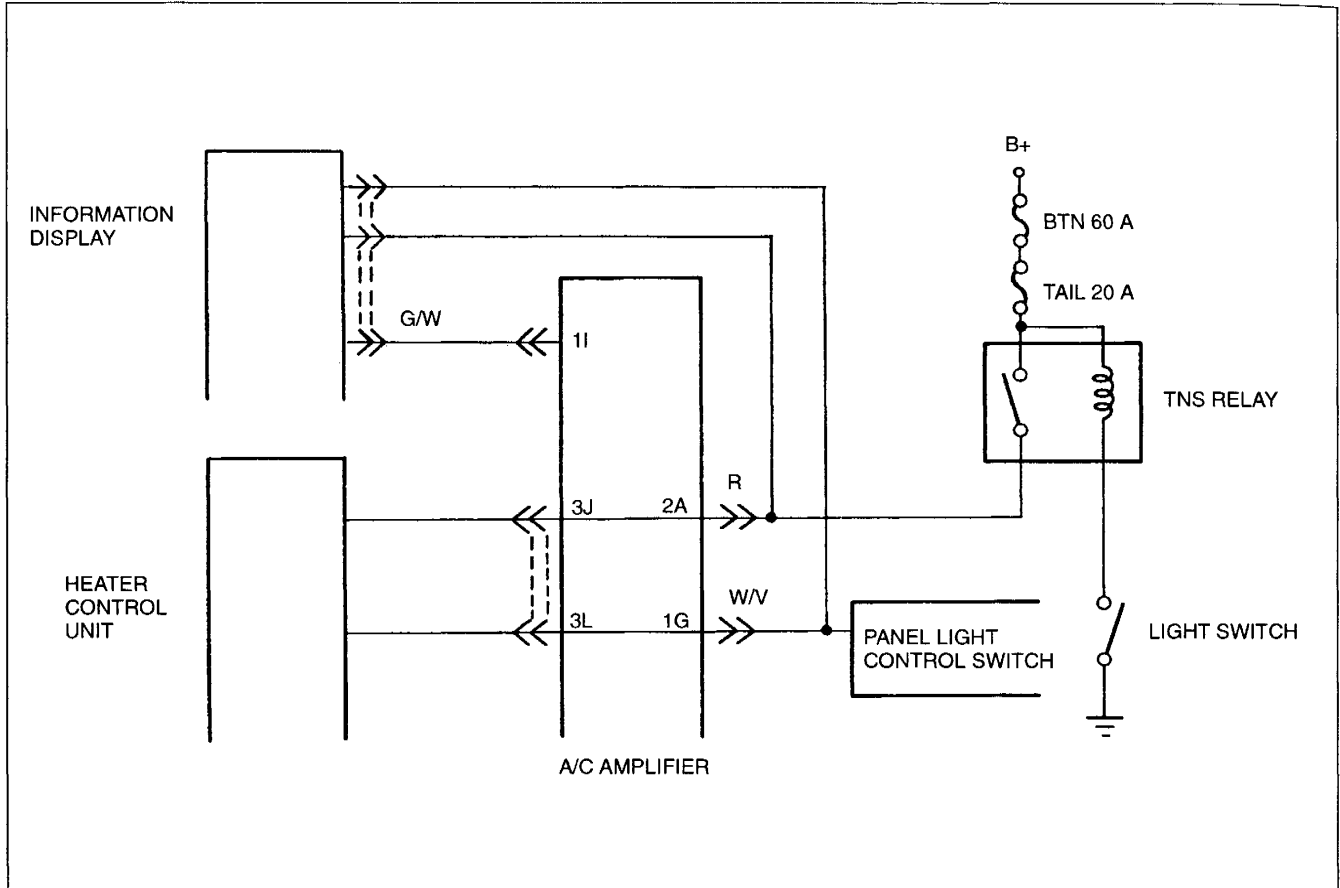 B+
BTN 60 A
TAIL 20 A
INFORMATION
DISPLAY
G/W
1I
TNS RELAY
R
3J
2A
HEATER
CONTROL
UNIT
W/V
3L
1G
PANEL LIGHT
CONTROL SWITCH
LIGHT SWITCH
A/C AMPLIFIER